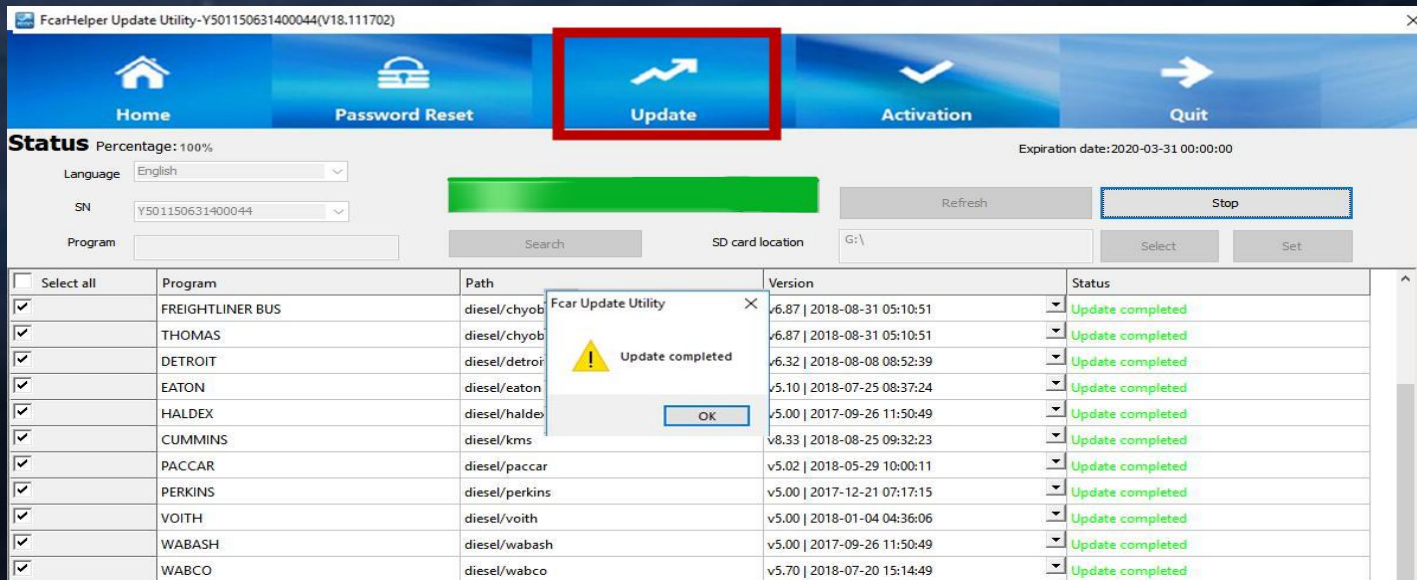 FcarHelper Update Utility-Y501150631400044(V18.111702)
Home Password Reset Update Activation Quit
Status Percentage: 100% Expiration date:2020-03-31 00:00:00
Language English
SN Y501150631400044 Refresh Stop
Program Search SD card location G:\ Select Set
Select all Program Path Version Status
FREIGHTLINER BUS diesel/chyob v6.87 | 2018-08-31 05:10:51 Update completed
THOMAS diesel/chyob v6.87 | 2018-08-31 05:10:51 Update completed
DETROIT diesel/detroi v6.32 | 2018-08-08 08:52:39 Update completed
EATON diesel/eaton v5.10 | 2018-07-25 08:37:24 Update completed
HALDEX diesel/haldex v5.00 | 2017-09-26 11:50:49 Update completed
CUMMINS diesel/kms v8.33 | 2018-08-25 09:32:23 Update completed
PACCAR diesel/paccar v5.02 | 2018-05-29 10:00:11 Update completed
PERKINS diesel/perkins v5.00 | 2017-12-21 07:17:15 Update completed
VOITH diesel/voith v5.00 | 2018-01-04 04:36:06 Update completed
WABASH diesel/wabash v5.00 | 2017-09-26 11:50:49 Update completed
WABCO diesel/wabco v5.70 | 2018-07-20 15:14:49 Update completed
Fcar Update Utility
Update completed
OK